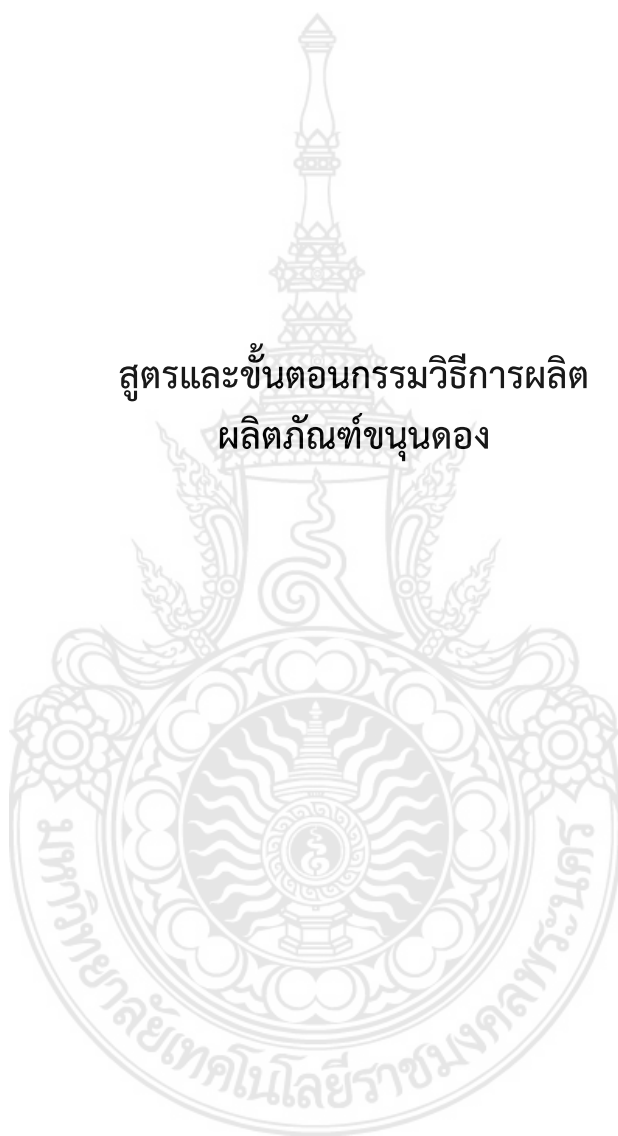 สูตรและขั้นตอนกรรมวิธีการผลิต
ผลิตภัณฑ์ขนุนดอง
มหาวิทยาลัยเทคโนโลยีราชมงคลพระนคร